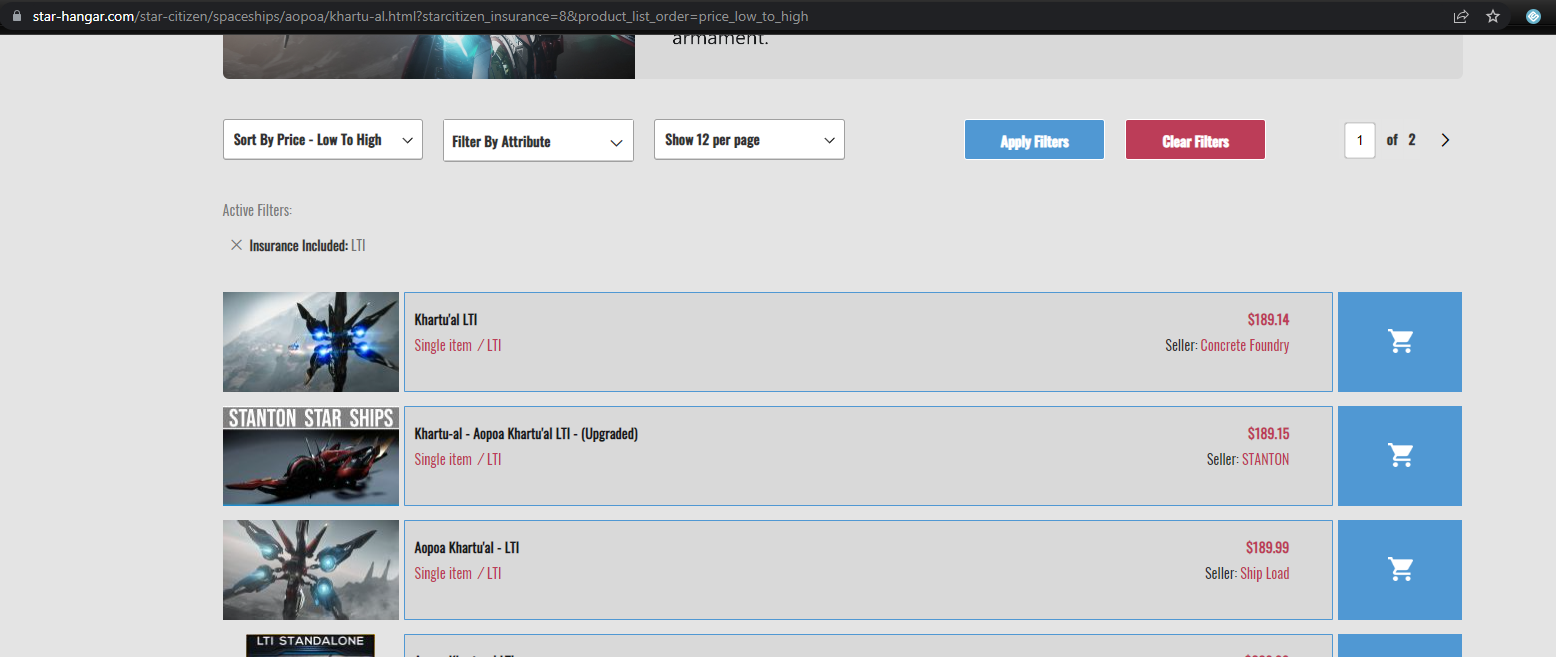 star-hangar.com/star-citizen/spaceships/aopoa/khartu-al.html?starcitizen_insurance=8&product_list_order=price_low_to_high
armament.
Sort By Price - Low To High
Filter By Attribute
Show 12 per page
Apply Filters
Clear Filters
1 of 2
Active Filters:
Insurance Included: LTI
Khartu'al LTI
$189.14
Single item / LTI
Seller: Concrete Foundry
STANTON STAR SHIPS
Khartu-al - Aopoa Khartu'al LTI - (Upgraded)
$189.15
Single item / LTI
Seller: STANTON
Aopoa Khartu'al - LTI
$189.99
Single item / LTI
Seller: Ship Load
LTI STANDALONE